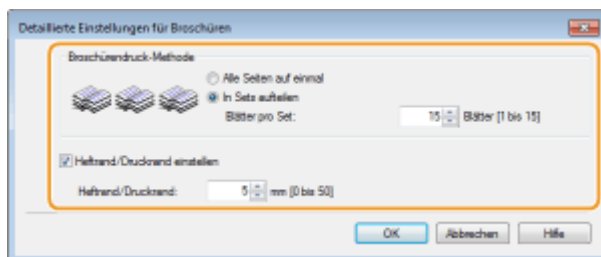 Detaillierte Einstellungen für Broschüren
Broschürendruck-Methode
Alle Seiten auf einmal
In Sets aufteilen
Blätter pro Set: 15 Blätter [1 bis 15]
Heftrand/Druckrand einstellen
Heftrand/Druckrand: 5 mm [0 bis 50]
OK Abbrechen Hilfe